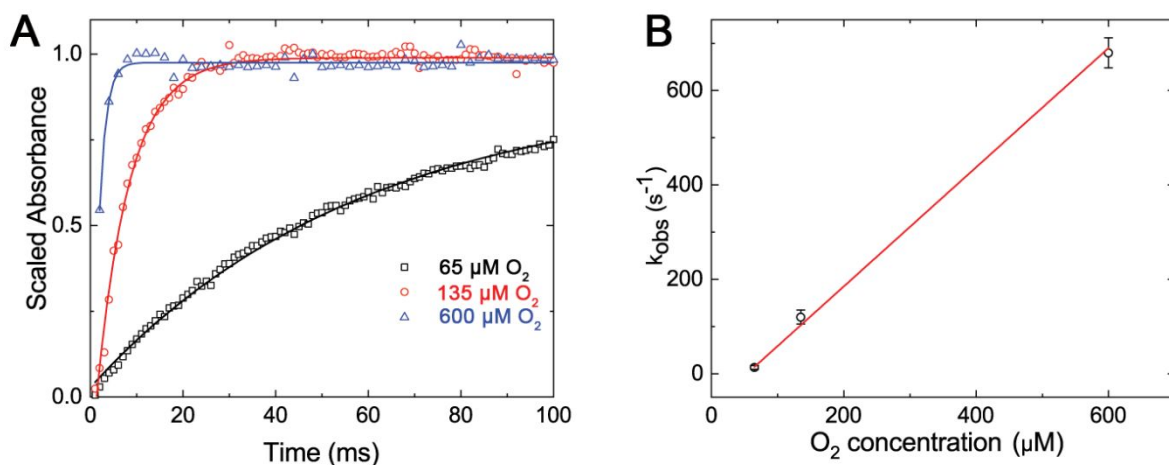 A
1.0
0.5
0.0
0
20
40
60
80
100
Scaled Absorbance
Time (ms)
65 μM O₂
135 μM O₂
600 μM O₂
B
600
400
200
0
0
200
400
600
k_obs (s⁻¹)
O₂ concentration (μM)